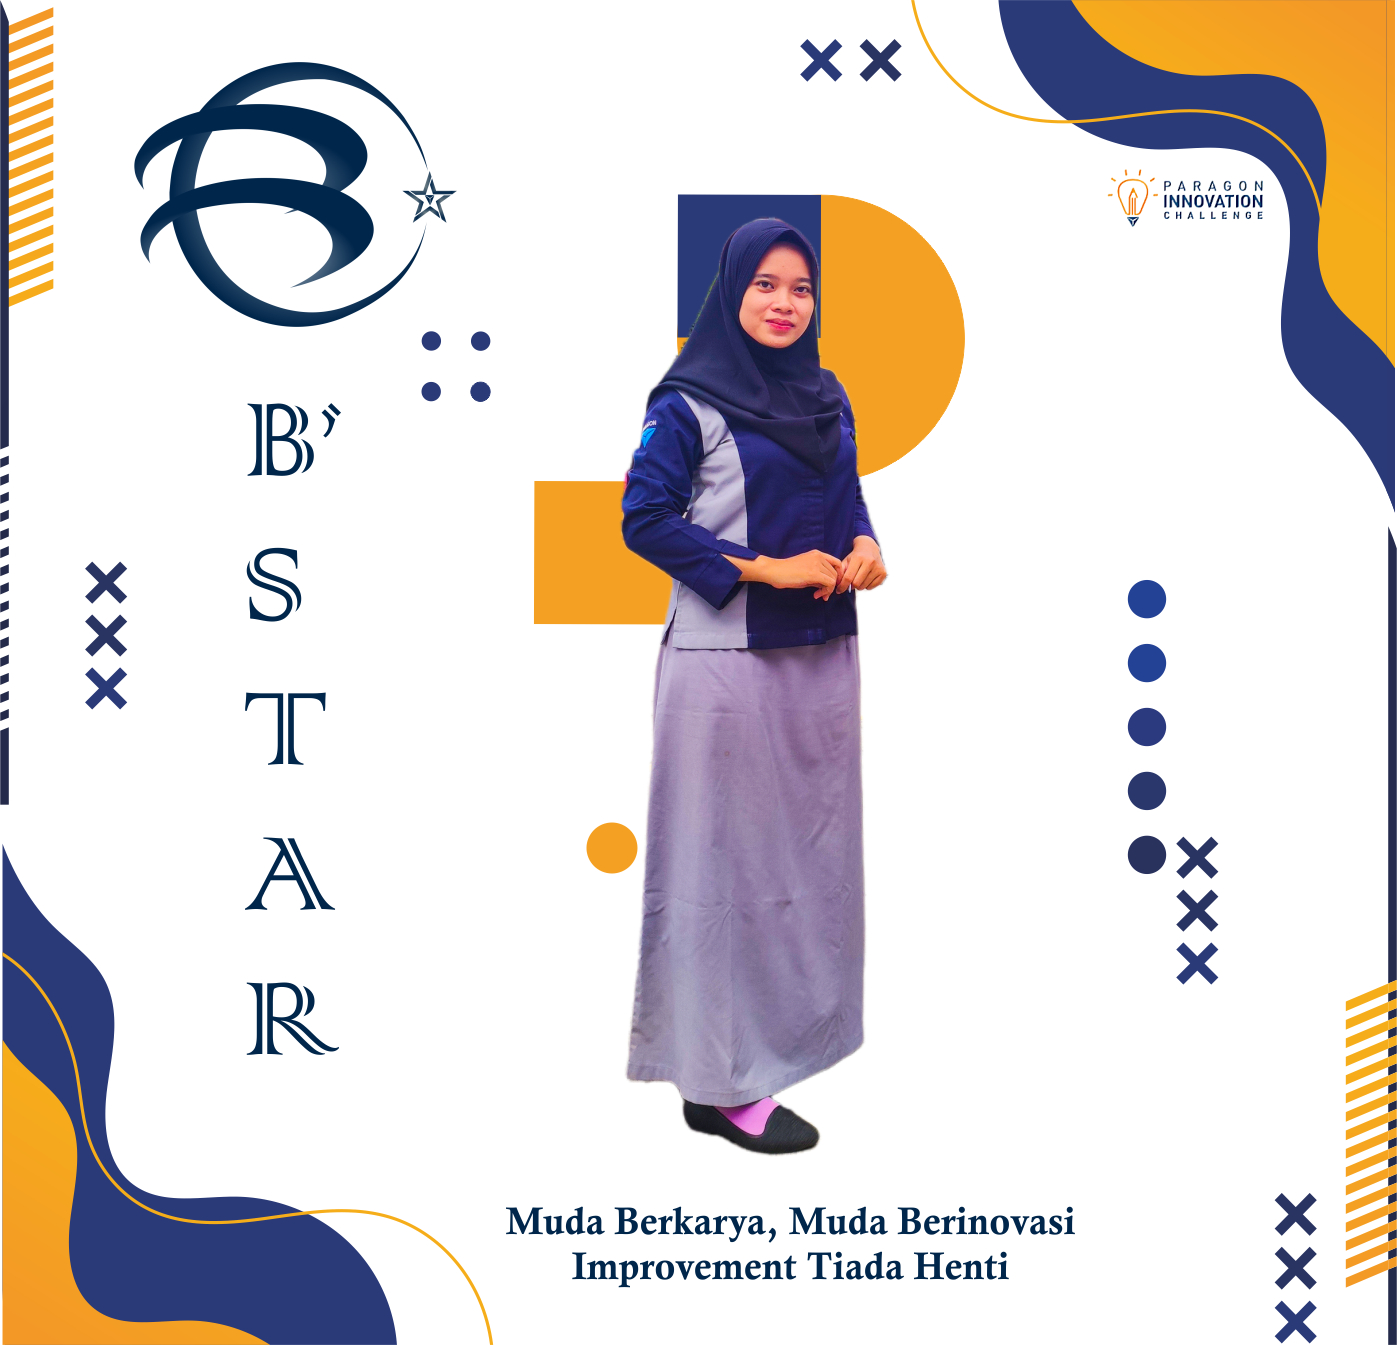 PARAGON
INNOVATION
CHALLENGE
B'
S
T
A
R
Muda Berkarya, Muda Berinovasi
Improvement Tiada Henti